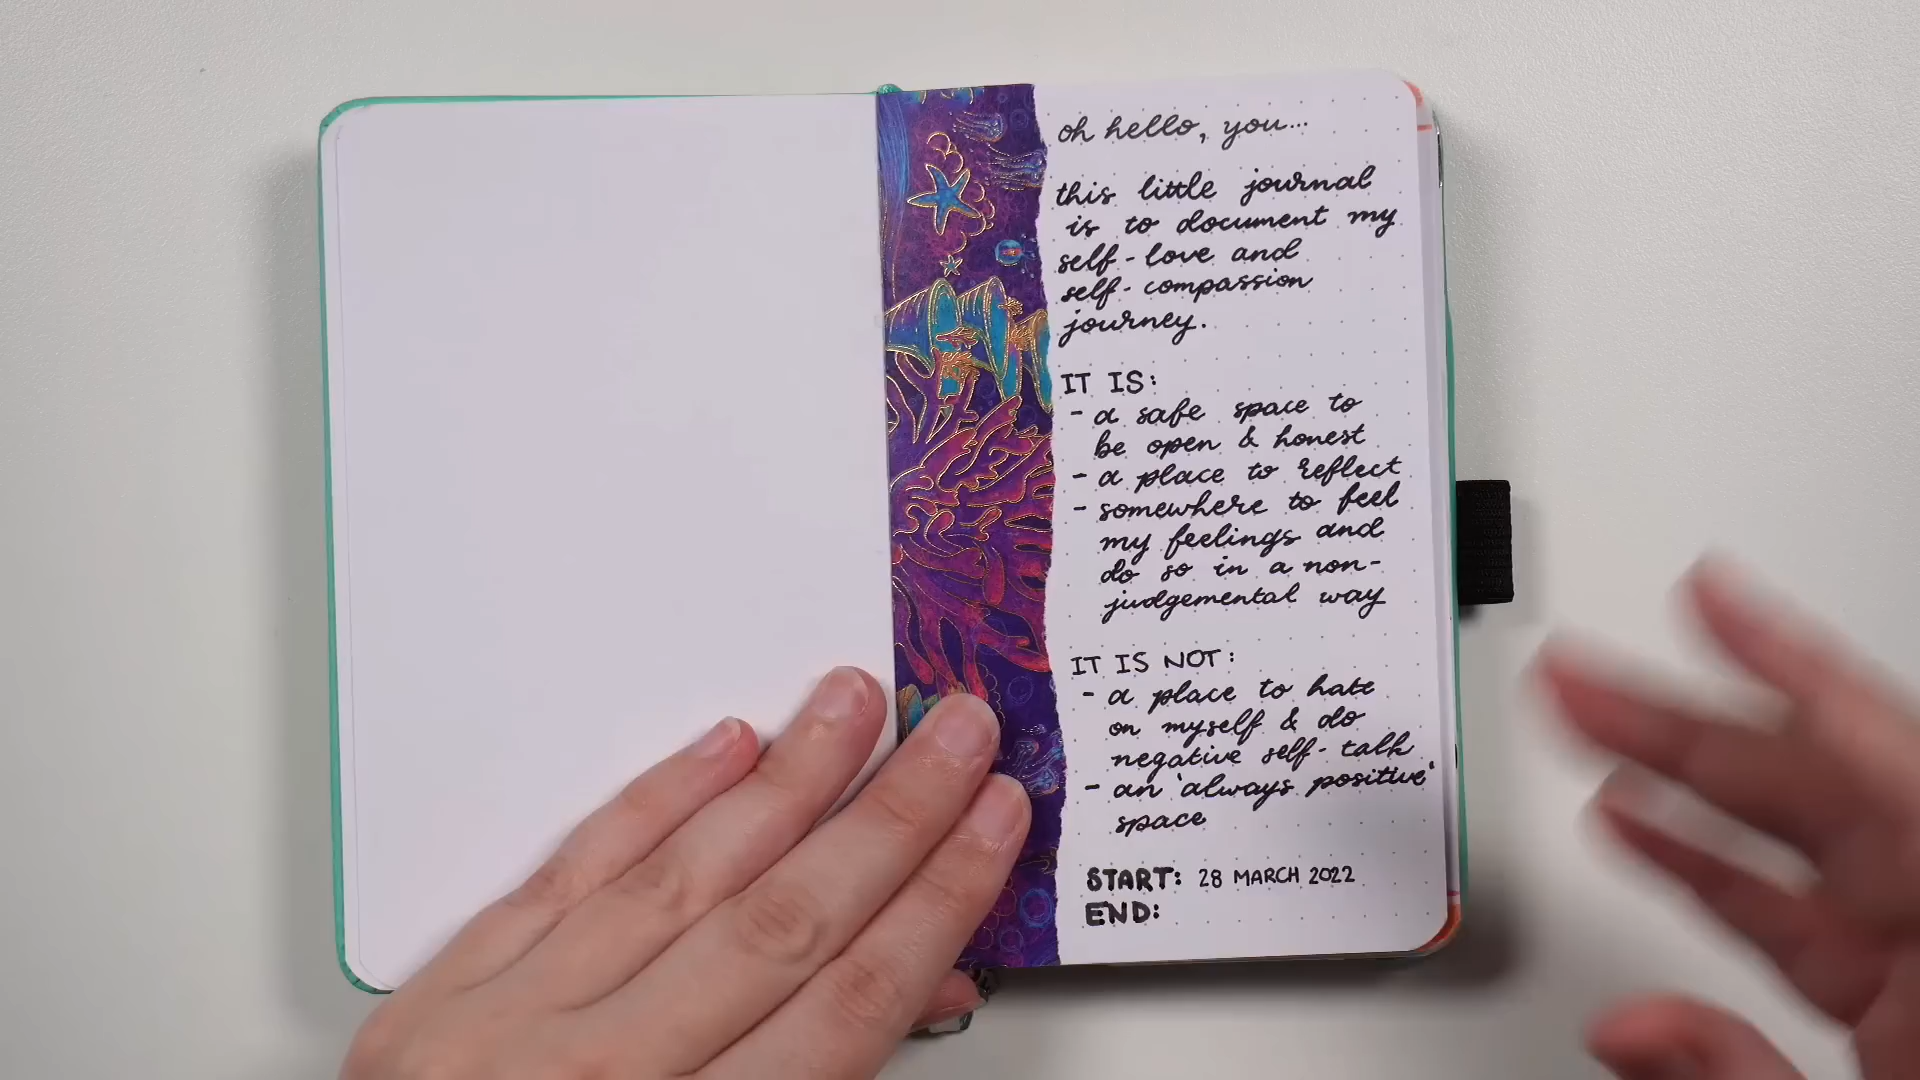 oh hello, you...
this little journal
is to document my
self-love and
self-compassion
journey.
IT IS:
- a safe space to
be open & honest
- a place to reflect
- somewhere to feel
my feelings and
do so in a non-
judgemental way
IT IS NOT:
- a place to hate
on myself & do
negative self-talk
- an 'always positive'
space
START: 28 MARCH 2022
END: